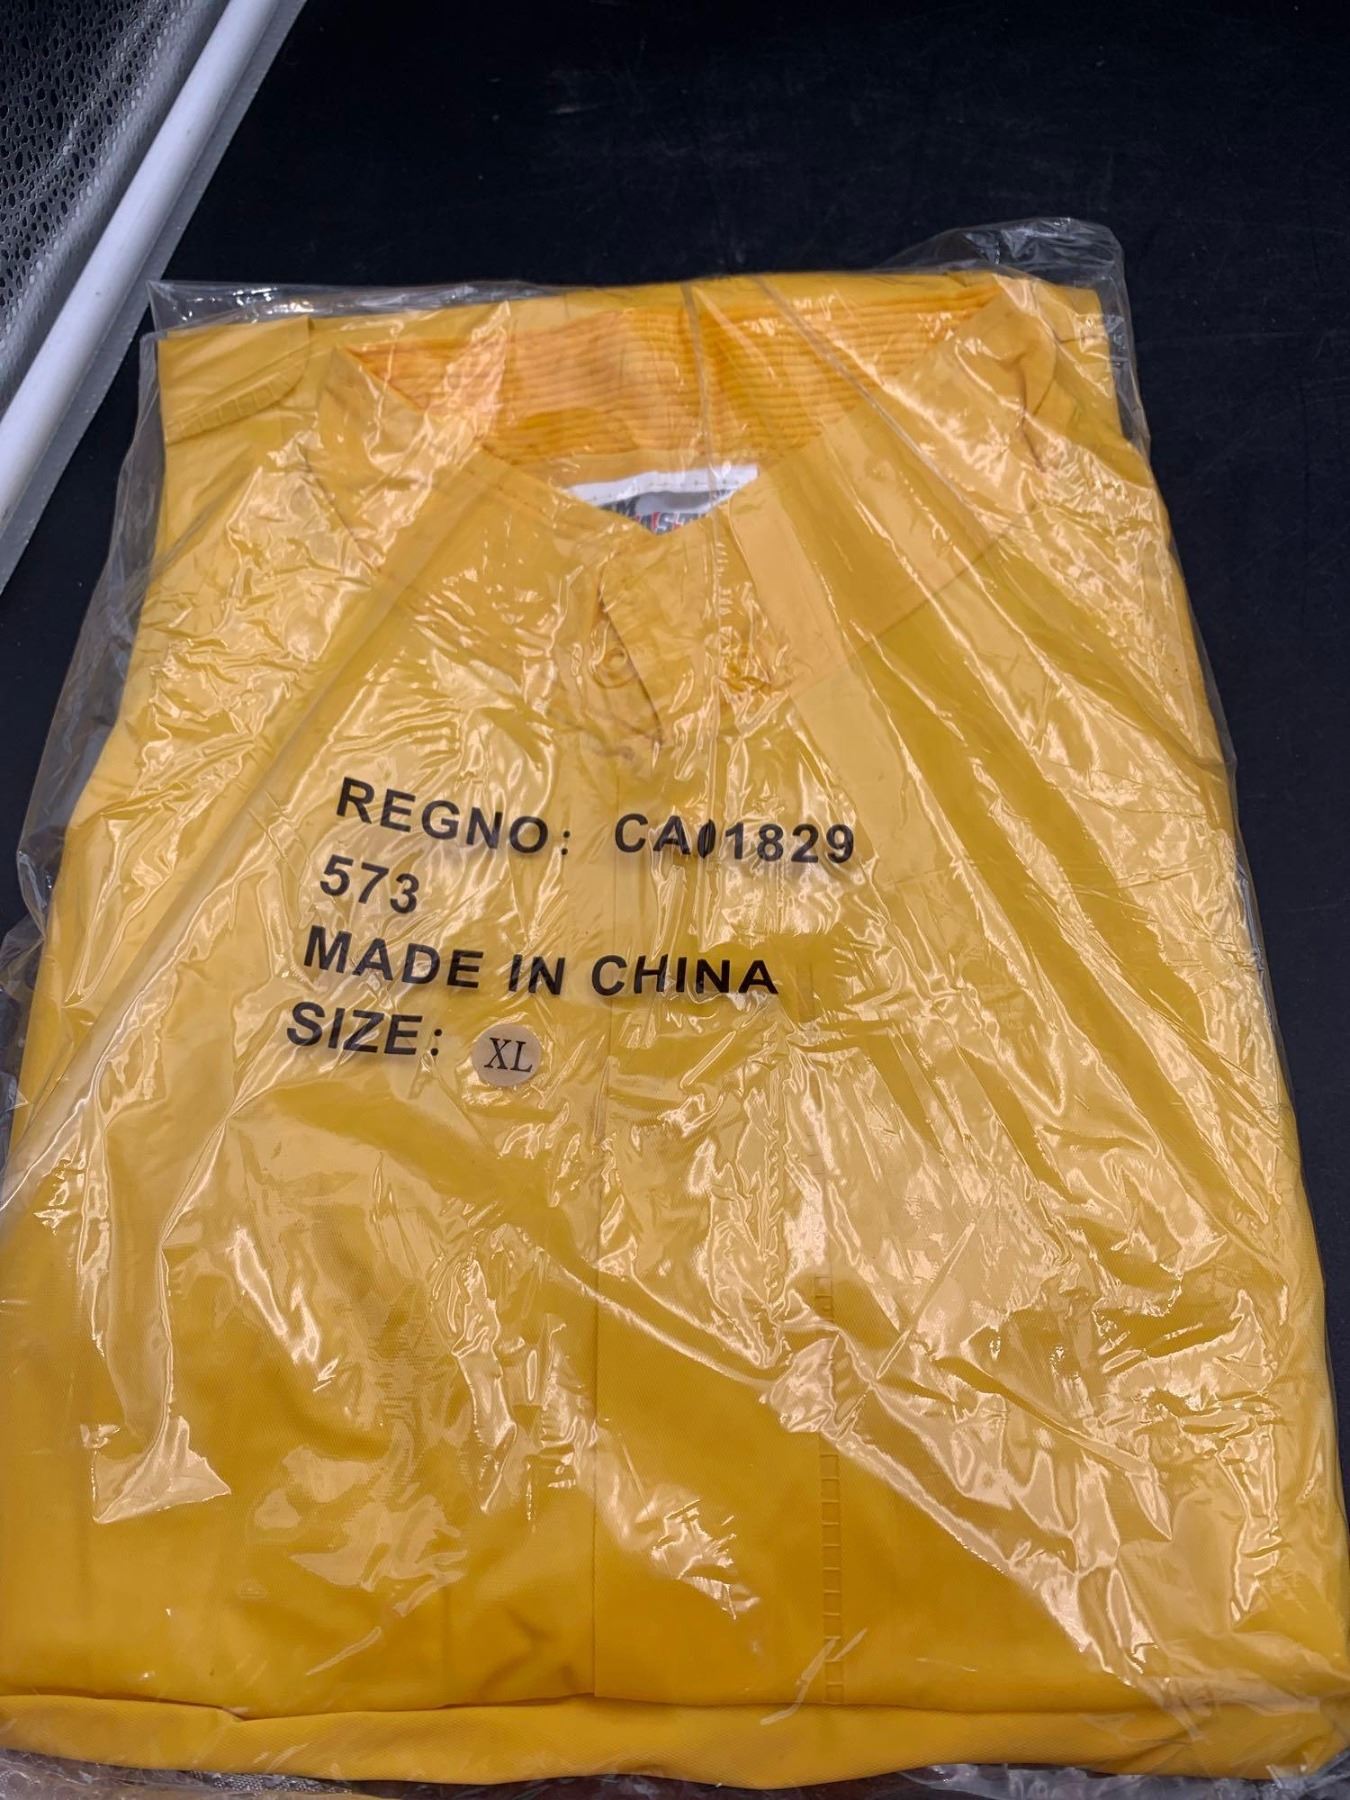 REGNO: CA01829
573
MADE IN CHINA
SIZE: XL